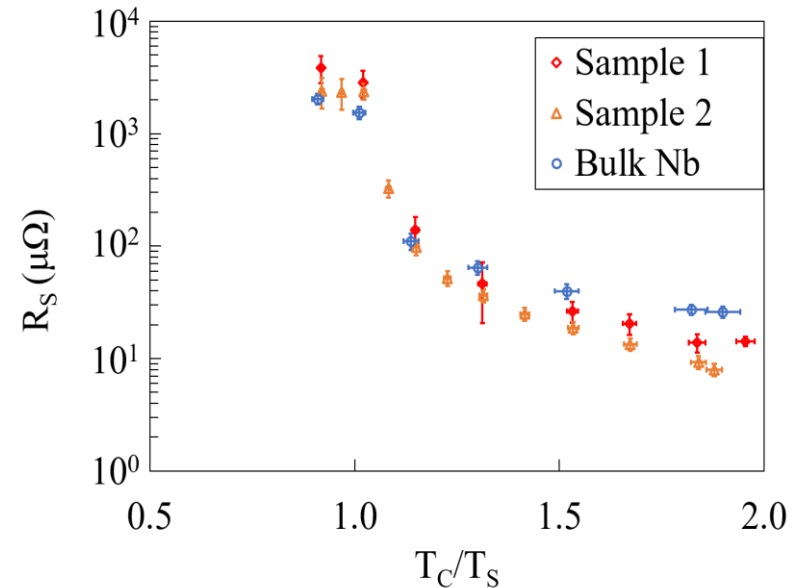 10⁴
10³
10²
10¹
10⁰
R_S (μΩ)
Sample 1
Sample 2
Bulk Nb
0.5 1.0 1.5 2.0
T_C/T_S